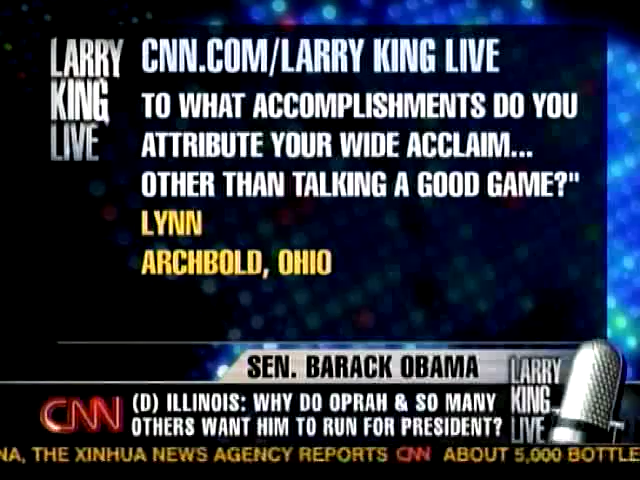 LARRY
KING
LIVE
CNN.COM/LARRY KING LIVE
TO WHAT ACCOMPLISHMENTS DO YOU
ATTRIBUTE YOUR WIDE ACCLAIM...
OTHER THAN TALKING A GOOD GAME?"
LYNN
ARCHBOLD, OHIO
SEN. BARACK OBAMA
LARRY
KING
LIVE
CNN
(D) ILLINOIS: WHY DO OPRAH & SO MANY
OTHERS WANT HIM TO RUN FOR PRESIDENT?
NA, THE XINHUA NEWS AGENCY REPORTS CNN ABOUT 5,000 BOTTLE